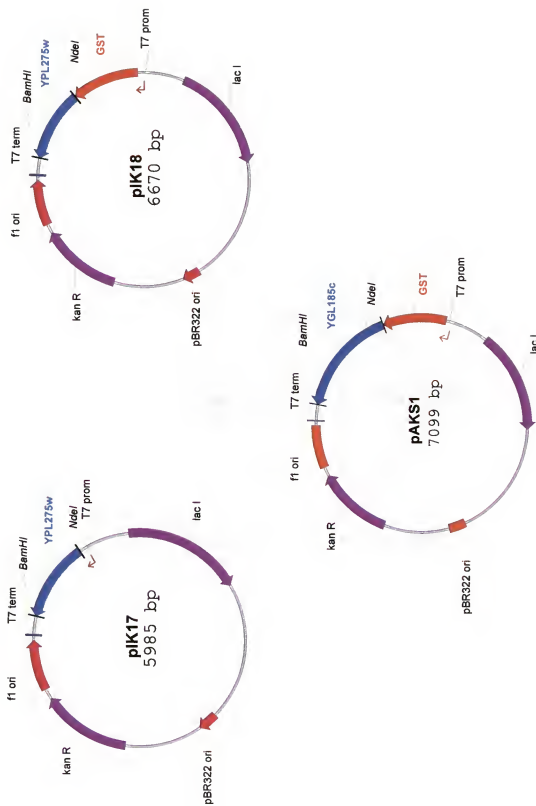 T7 term
BamHI
YPL275w
NdeI
T7 prom
f1 ori
kan R
lac I
pBR322 ori
pIK17
5985 bp
T7 term
BamHI
YPL275w
NdeI
GST
T7 prom
f1 ori
kan R
lac I
pBR322 ori
pIK18
6670 bp
T7 term
BamHI
YGL185c
NdeI
GST
T7 prom
f1 ori
kan R
lac I
pBR322 ori
pAKS1
7099 bp